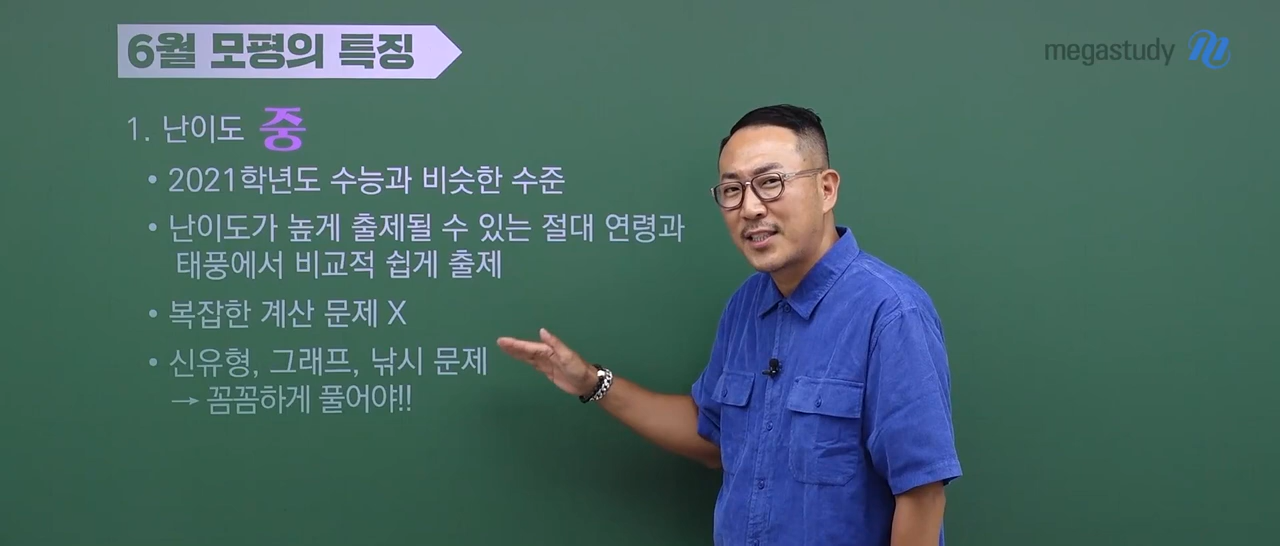 6월 모평의 특징
megastudy
1. 난이도 중
• 2021학년도 수능과 비슷한 수준
• 난이도가 높게 출제될 수 있는 절대 연령과
태풍에서 비교적 쉽게 출제
• 복잡한 계산 문제 X
• 신유형, 그래프, 낚시 문제
→ 꼼꼼하게 풀어야!!